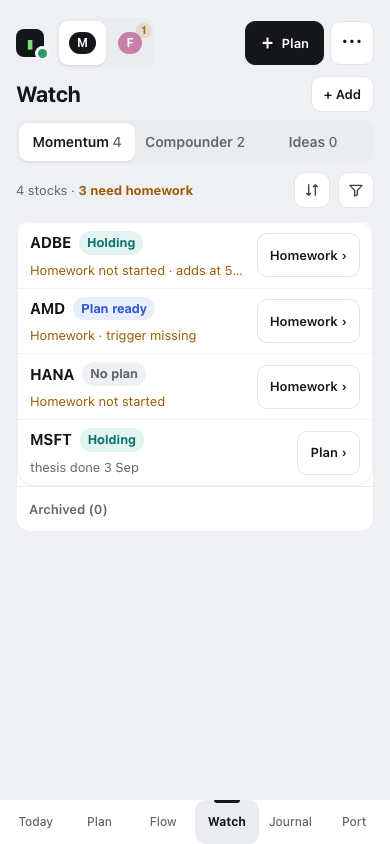 M
F
1
+ Plan
•••
Watch
+ Add
Momentum 4
Compounder 2
Ideas 0
4 stocks · 3 need homework
ADBE Holding
Homework not started · adds at 5…
Homework ›
AMD Plan ready
Homework · trigger missing
Homework ›
HANA No plan
Homework not started
Homework ›
MSFT Holding
thesis done 3 Sep
Plan ›
Archived (0)
Today
Plan
Flow
Watch
Journal
Port